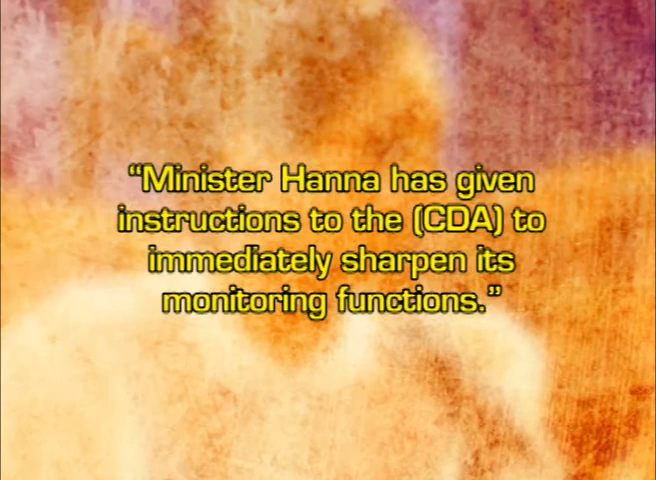 “Minister Hanna has given
instructions to the (CDA) to
immediately sharpen its
monitoring functions.”